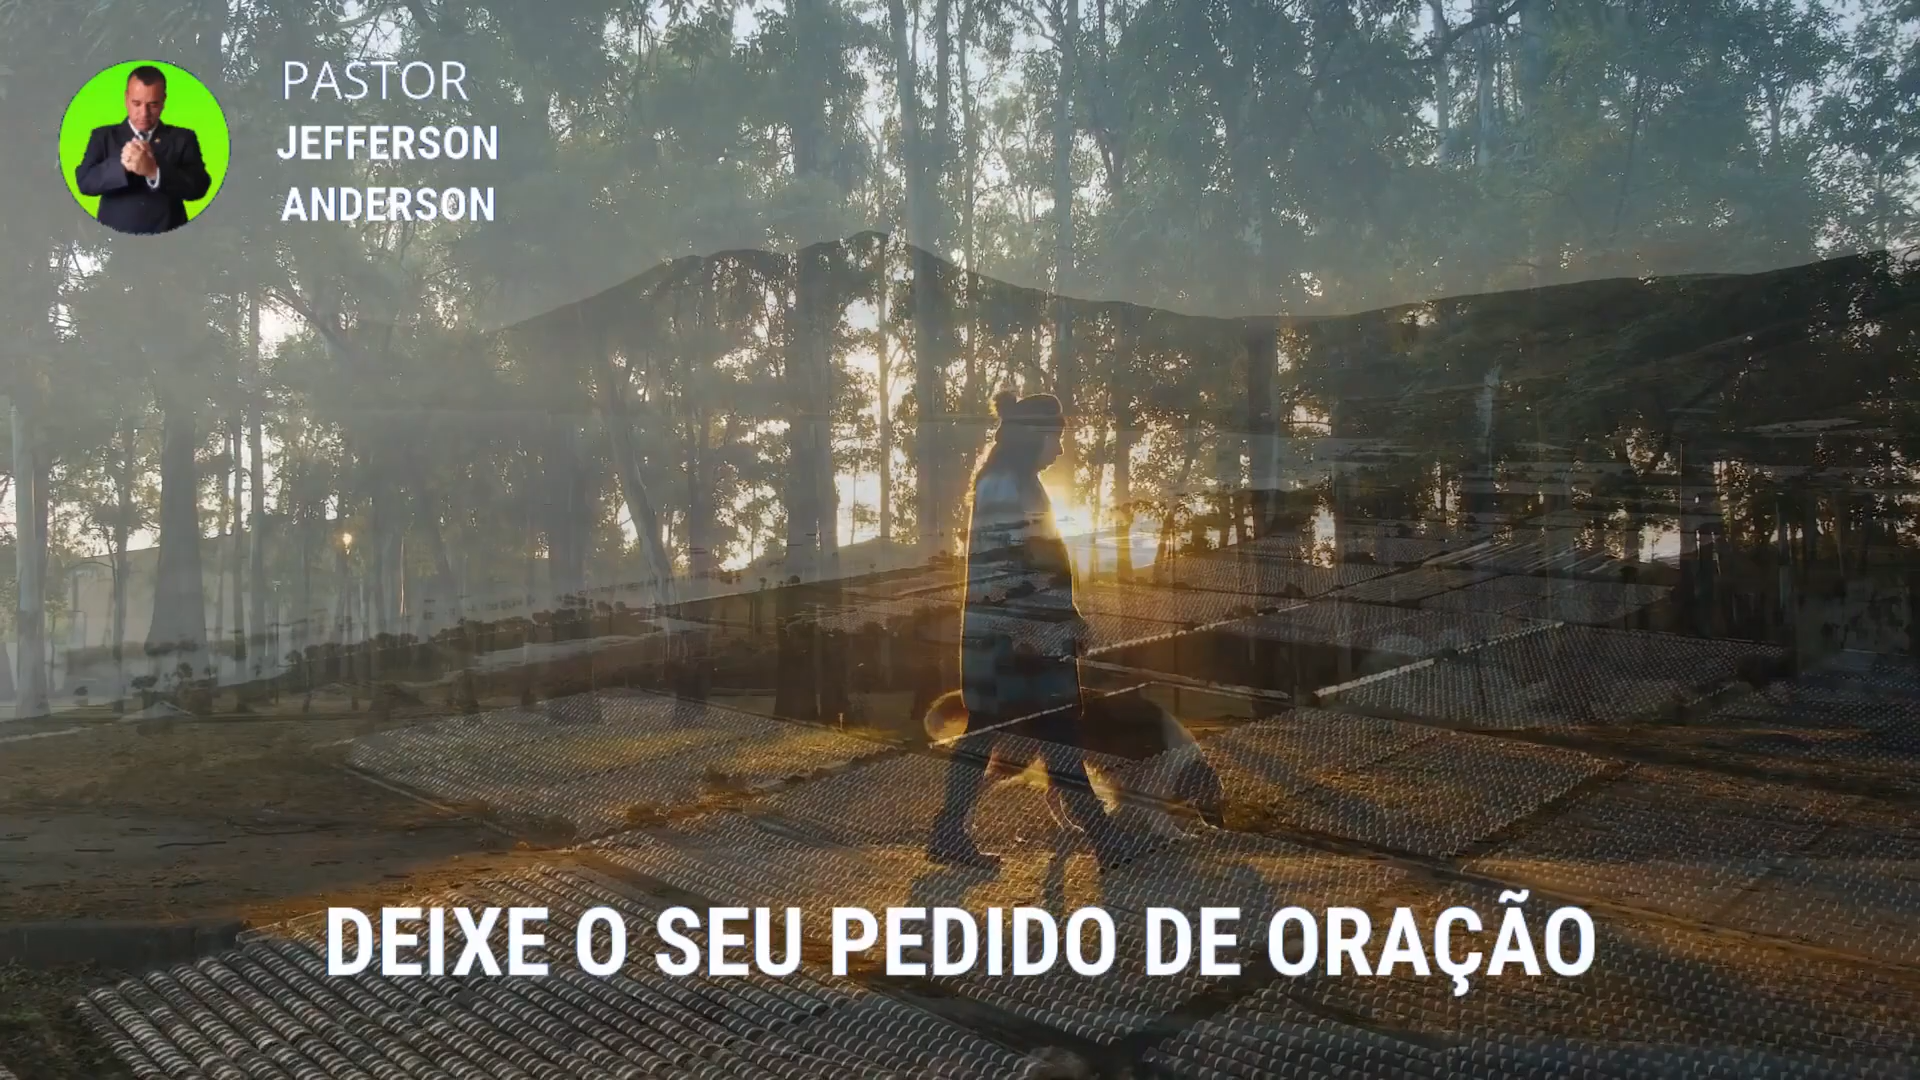 PASTOR
JEFFERSON
ANDERSON
DEIXE O SEU PEDIDO DE ORAÇÃO